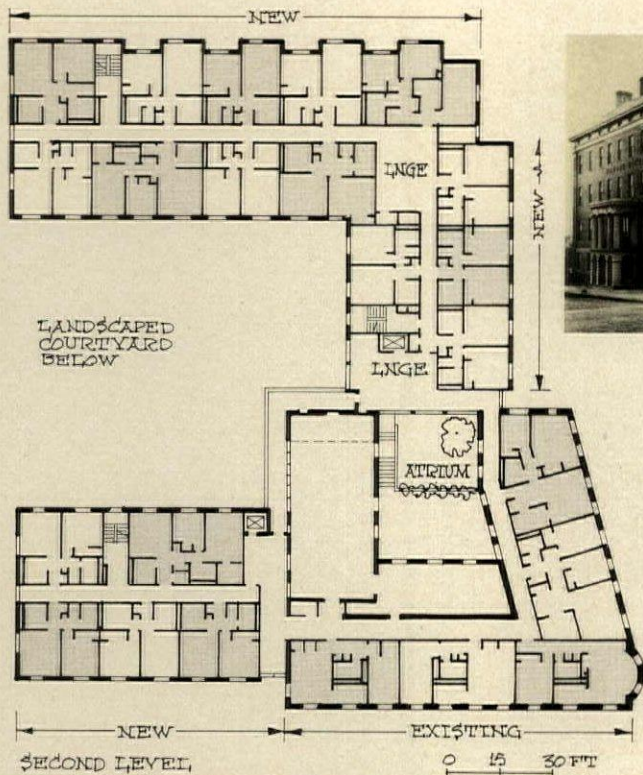 NEW
LNGE
NEW
LANDSCAPED
COURTYARD
BELOW
LNGE
ATRIUM
NEW
EXISTING
SECOND LEVEL
0 15 30 FT